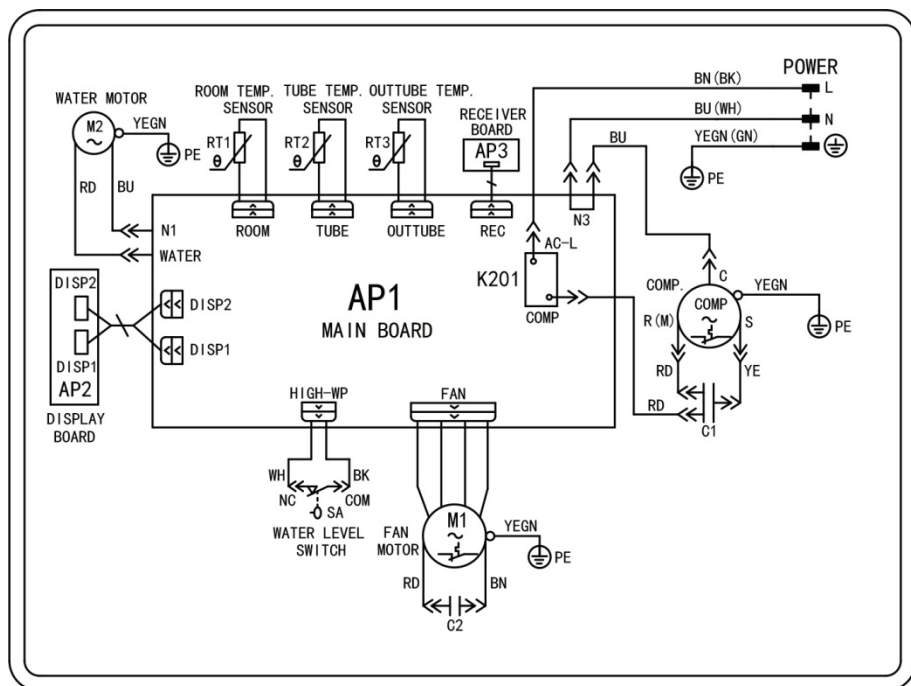 POWER
BN(BK)
L
BU(WH)
N
YEGN(GN)
PE
BU
ROOM TEMP. SENSOR
TUBE TEMP. SENSOR
OUTTUBE TEMP. SENSOR
RT1
θ
RT2
θ
RT3
θ
RECEIVER
BOARD
AP3
WATER MOTOR
M2
YEGN
PE
RD
BU
N1
WATER
ROOM
TUBE
OUTTUBE
REC
N3
AC-L
K201
COMP
AP1
MAIN BOARD
DISP2
DISP1
AP2
DISPLAY
BOARD
DISP2
DISP1
COMP.
C
COMP
YEGN
PE
R(M)
S
RD
YE
RD
C1
HIGH-WP
FAN
WH
BK
NC
COM
SA
WATER LEVEL
SWITCH
FAN
MOTOR
M1
YEGN
PE
RD
BN
C2